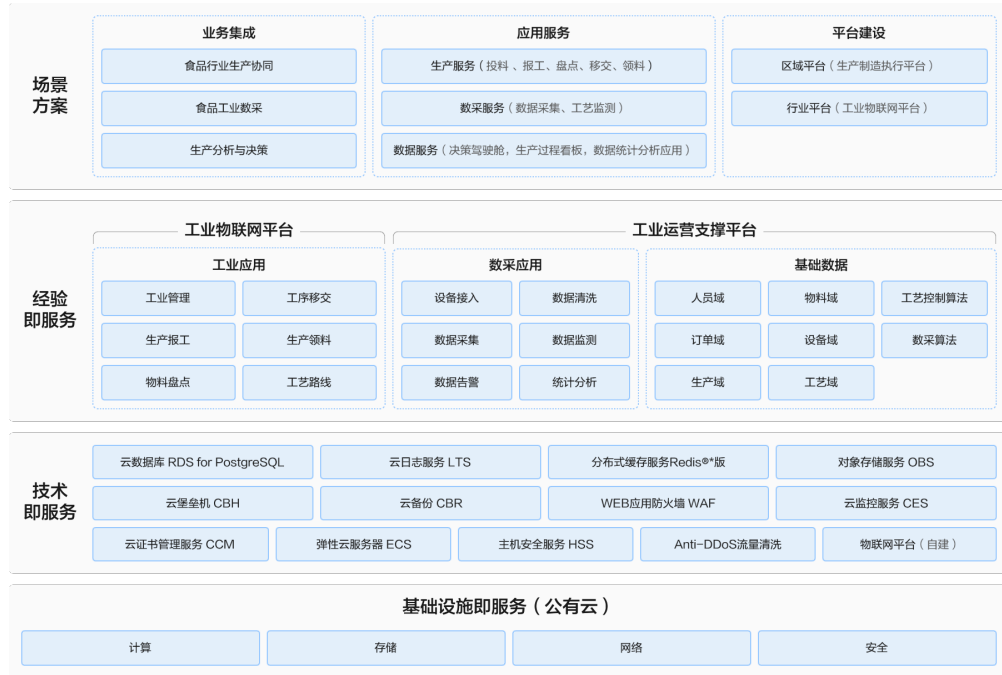 场景
方案
业务集成
食品行业生产协同
食品工业数采
生产分析与决策
应用服务
生产服务（投料 、报工、盘点、移交、领料 ）
数采服务（数据采集、工艺监测）
数据服务（决策驾驶舱，生产过程看板，数据统计分析应用）
平台建设
区域平台（生产制造执行平台）
行业平台（工业物联网平台）
经验
即服务
工业物联网平台
工业应用
工业管理
工序移交
生产报工
生产领料
物料盘点
工艺路线
工业运营支撑平台
数采应用
设备接入
数据清洗
数据采集
数据监测
数据告警
统计分析
基础数据
人员域
物料域
工艺控制算法
订单域
设备域
数采算法
生产域
工艺域
技术
即服务
云数据库 RDS for PostgreSQL
云日志服务 LTS
分布式缓存服务Redis®*版
对象存储服务 OBS
云堡垒机 CBH
云备份 CBR
WEB应用防火墙 WAF
云监控服务 CES
云证书管理服务 CCM
弹性云服务器 ECS
主机安全服务 HSS
Anti-DDoS流量清洗
物联网平台（自建 ）
基础设施即服务（公有云）
计算
存储
网络
安全